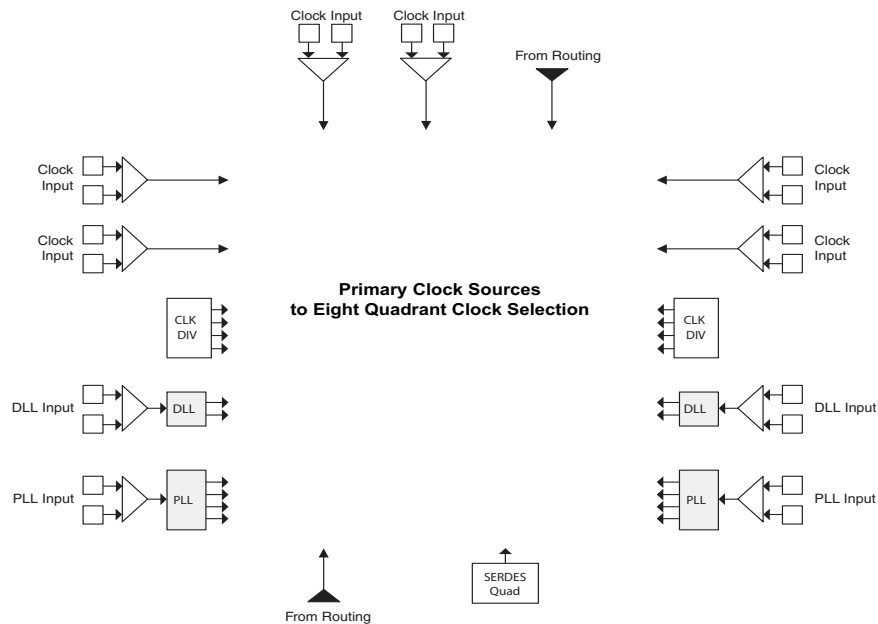 Clock Input
Clock Input
From Routing
Clock
Input
Clock
Input
Clock
Input
Clock
Input
Primary Clock Sources
to Eight Quadrant Clock Selection
CLK
DIV
CLK
DIV
DLL Input
DLL
DLL
DLL Input
PLL Input
PLL
PLL
PLL Input
From Routing
SERDES
Quad